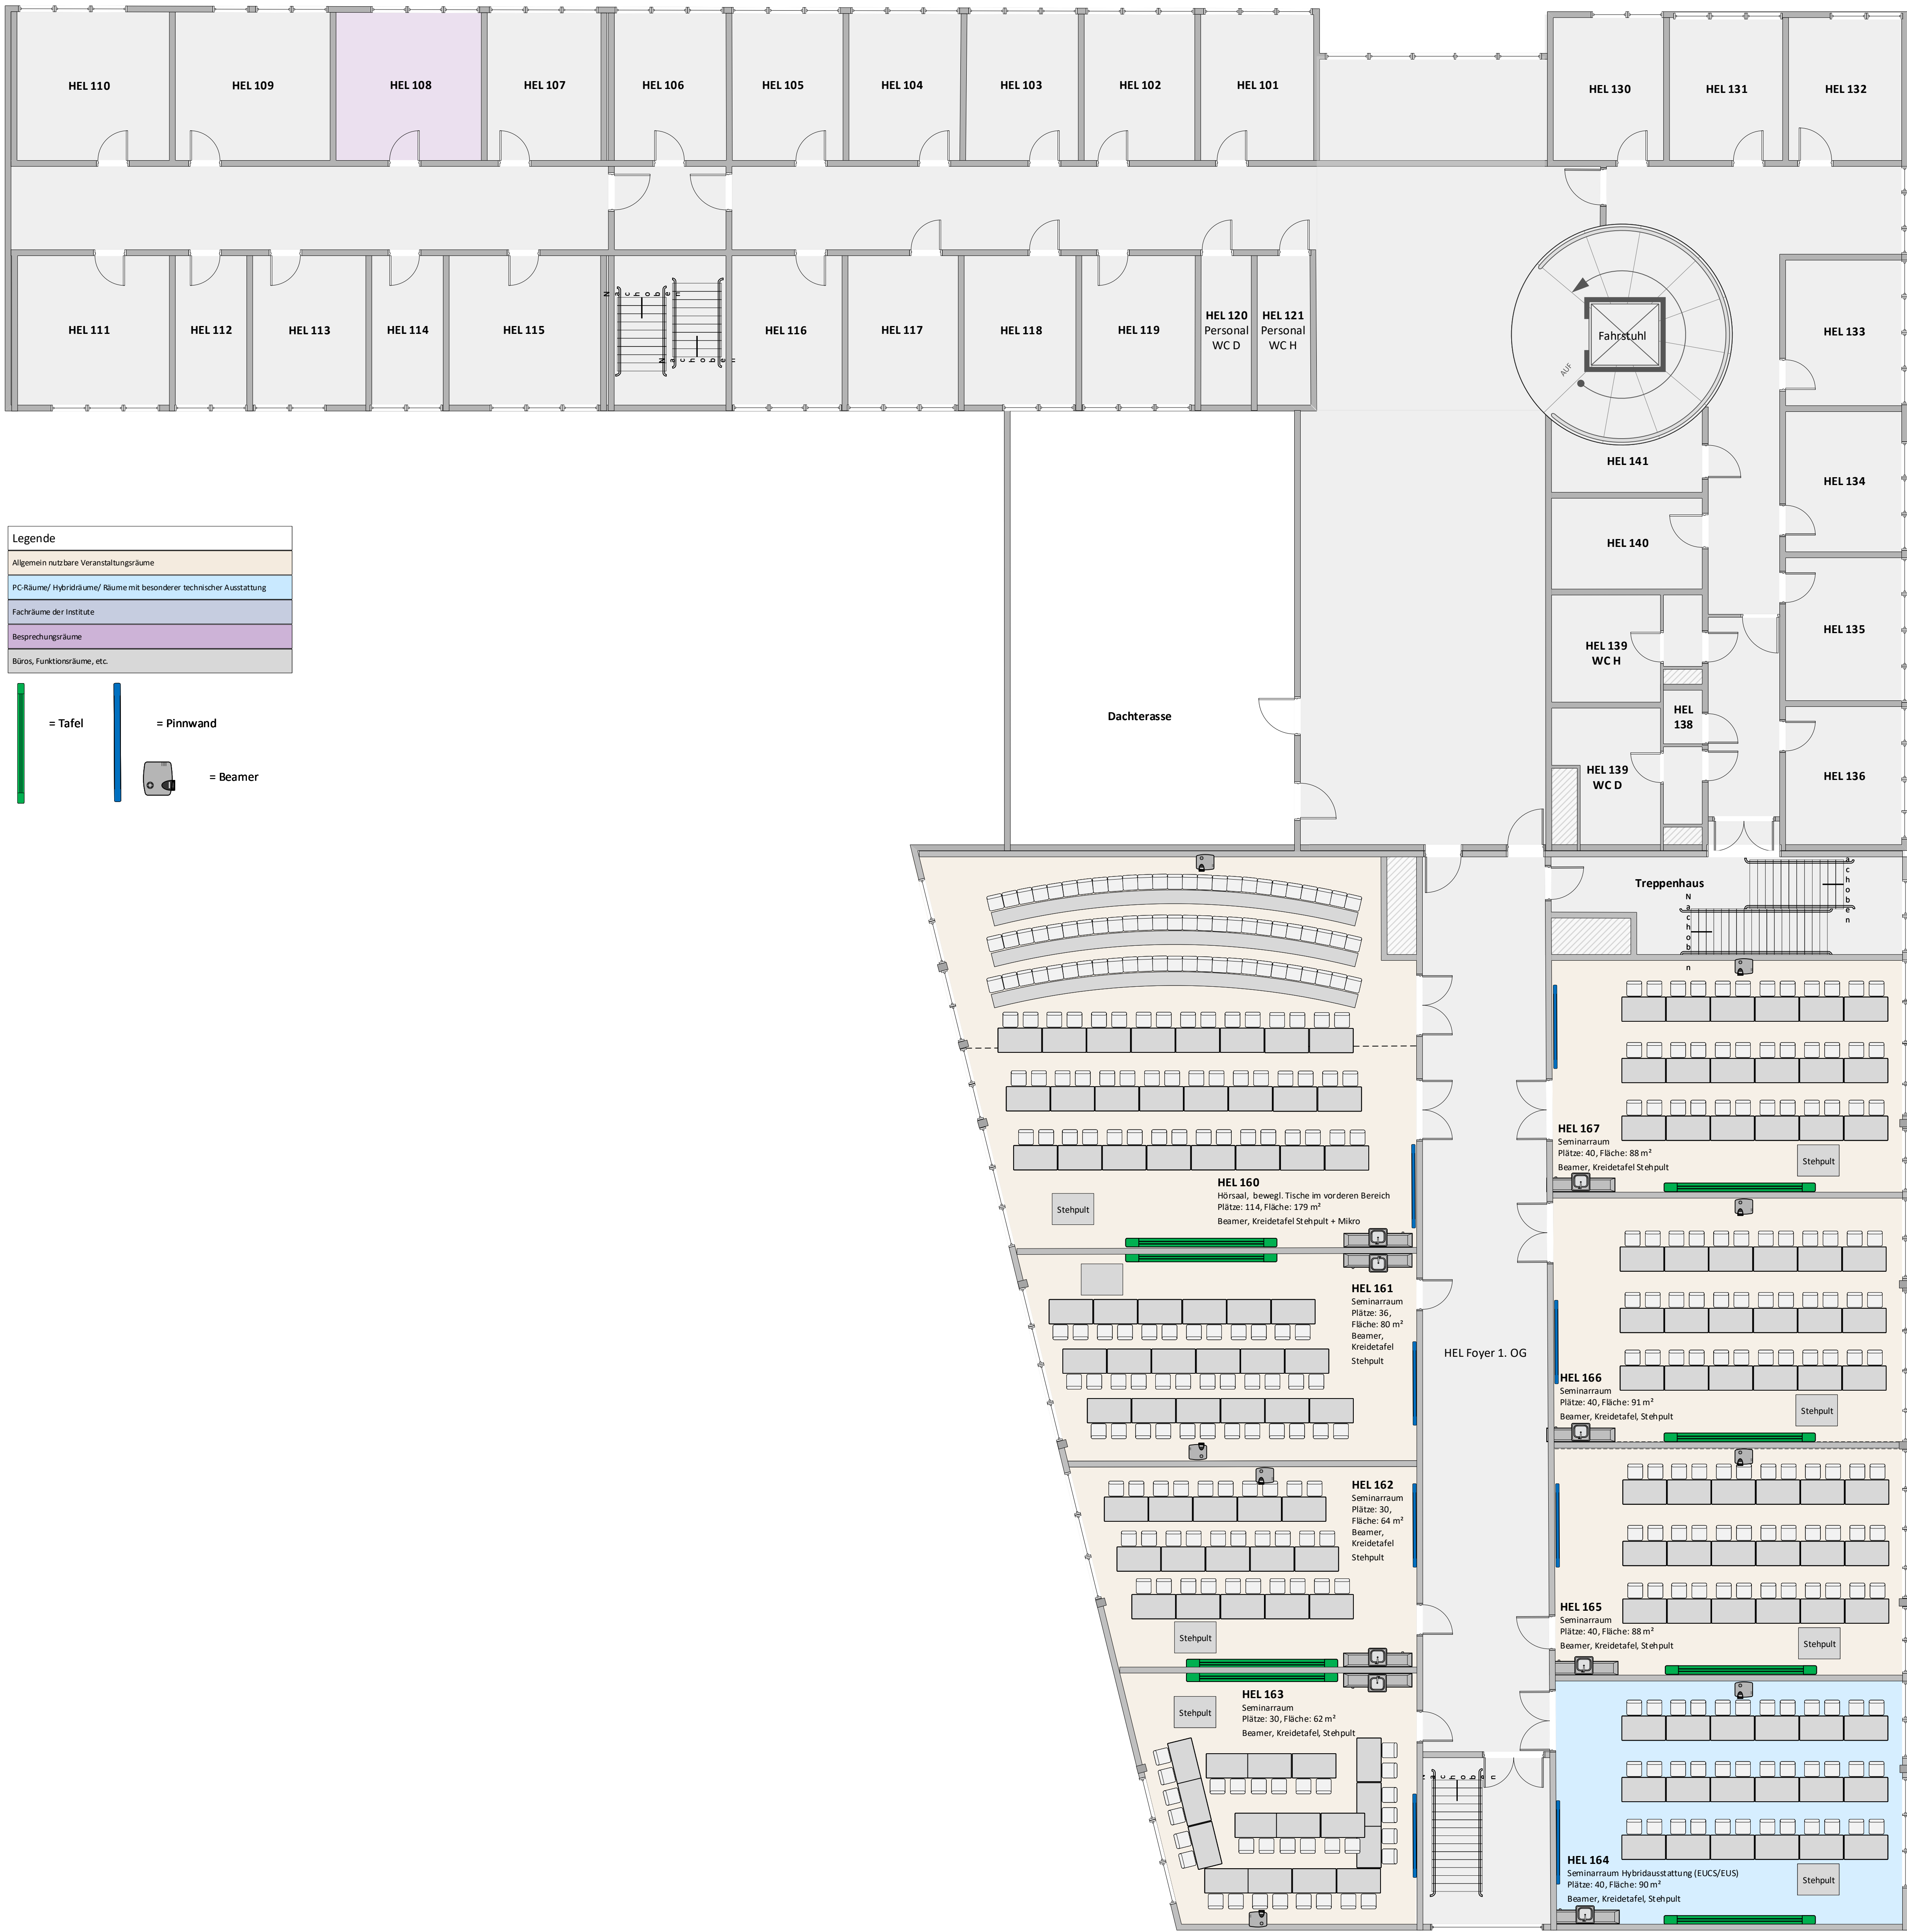 HEL 110
HEL 109
HEL 108
HEL 107
HEL 106
HEL 105
HEL 104
HEL 103
HEL 102
HEL 101
HEL 130
HEL 131
HEL 132
HEL 111
HEL 112
HEL 113
HEL 114
HEL 115
Nach oben
Nach oben
HEL 116
HEL 117
HEL 118
HEL 119
HEL 120
Personal
WC D
HEL 121
Personal
WC H
Fahrstuhl
AUF
HEL 133
HEL 141
HEL 134
HEL 140
HEL 135
HEL 139
WC H
HEL
138
HEL 139
WC D
HEL 136
Legende
Allgemein nutzbare Veranstaltungsräume
PC-Räume/ Hybridräume/ Räume mit besonderer technischer Ausstattung
Fachräume der Institute
Besprechungsräume
Büros, Funktionsräume, etc.
= Tafel
= Pinnwand
= Beamer
Dachterasse
Treppenhaus
Nach oben
ach oben
HEL 167
Seminarraum
Plätze: 40, Fläche: 88 m²
Beamer, Kreidetafel Stehpult
Stehpult
HEL 160
Hörsaal, bewegl. Tische im vorderen Bereich
Plätze: 114, Fläche: 179 m²
Beamer, Kreidetafel Stehpult + Mikro
Stehpult
HEL 161
Seminarraum
Plätze: 36,
Fläche: 80 m²
Beamer,
Kreidetafel
Stehpult
HEL Foyer 1. OG
HEL 166
Seminarraum
Plätze: 40, Fläche: 91 m²
Beamer, Kreidetafel, Stehpult
Stehpult
HEL 162
Seminarraum
Plätze: 30,
Fläche: 64 m²
Beamer,
Kreidetafel
Stehpult
Stehpult
HEL 165
Seminarraum
Plätze: 40, Fläche: 88 m²
Beamer, Kreidetafel, Stehpult
Stehpult
HEL 163
Seminarraum
Plätze: 30, Fläche: 62 m²
Beamer, Kreidetafel, Stehpult
Stehpult
Nach oben
HEL 164
Seminarraum Hybridausstattung (EUCS/EUS)
Plätze: 40, Fläche: 90 m²
Beamer, Kreidetafel, Stehpult
Stehpult